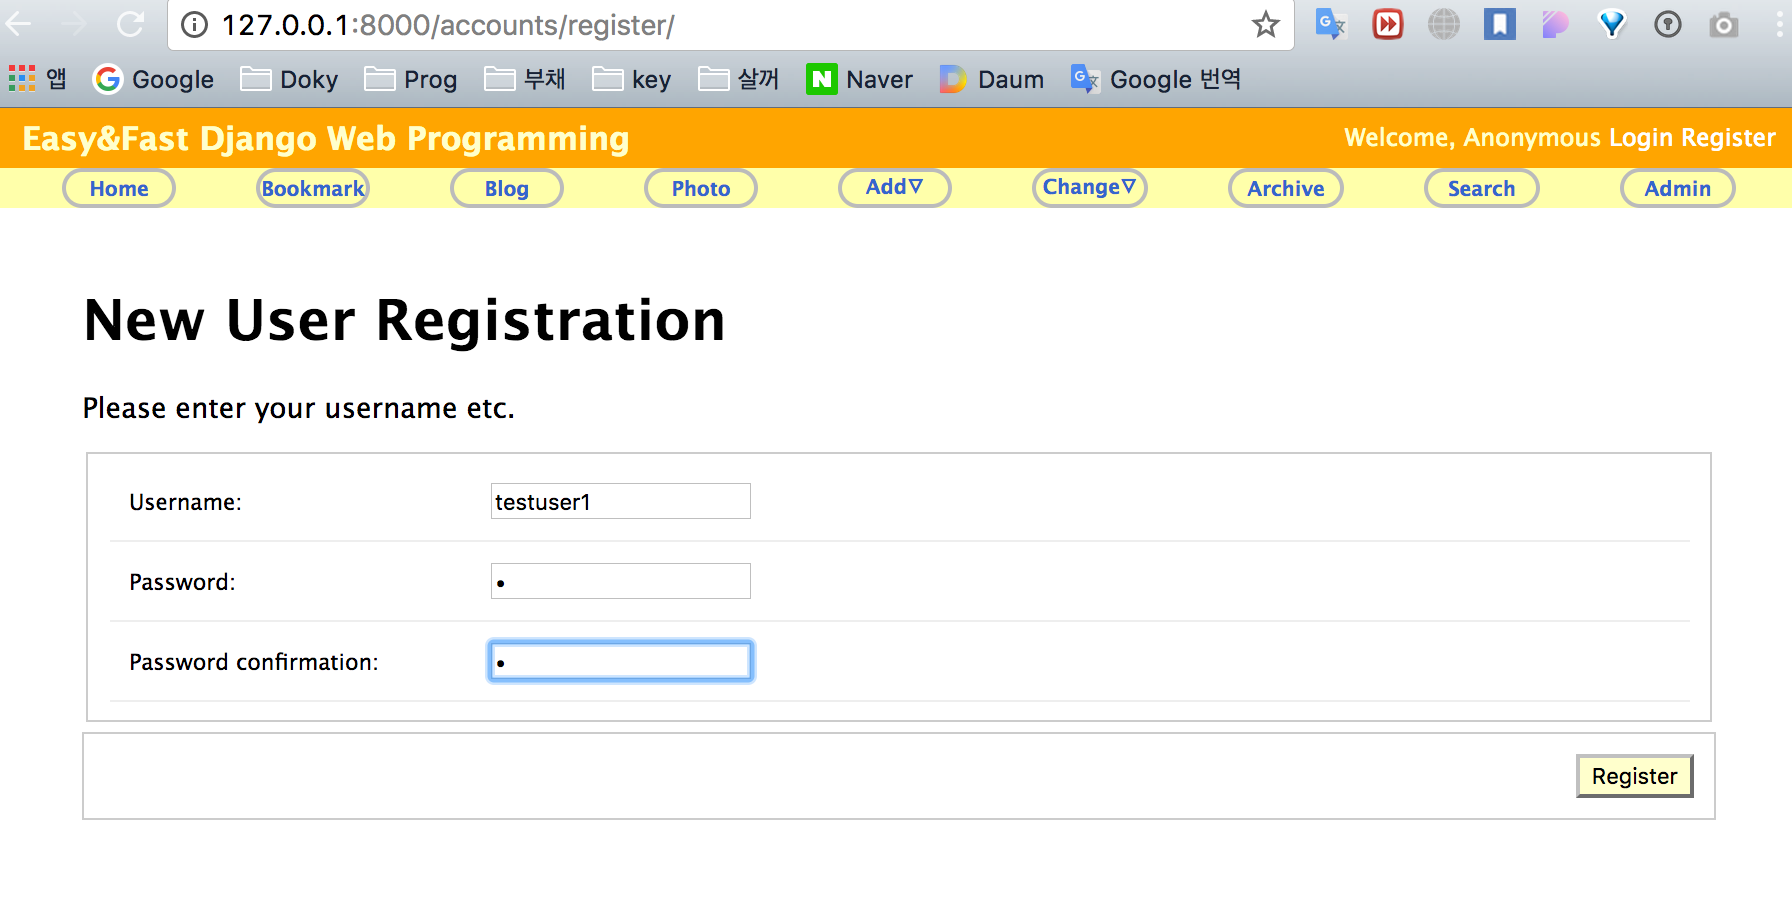 127.0.0.1:8000/accounts/register/
앱 Google Doky Prog 부채 key 살꺼 Naver Daum Google 번역
Easy&Fast Django Web Programming Welcome, Anonymous Login Register
Home Bookmark Blog Photo Add▽ Change▽ Archive Search Admin
New User Registration
Please enter your username etc.
Username: testuser1
Password: •
Password confirmation: •
Register